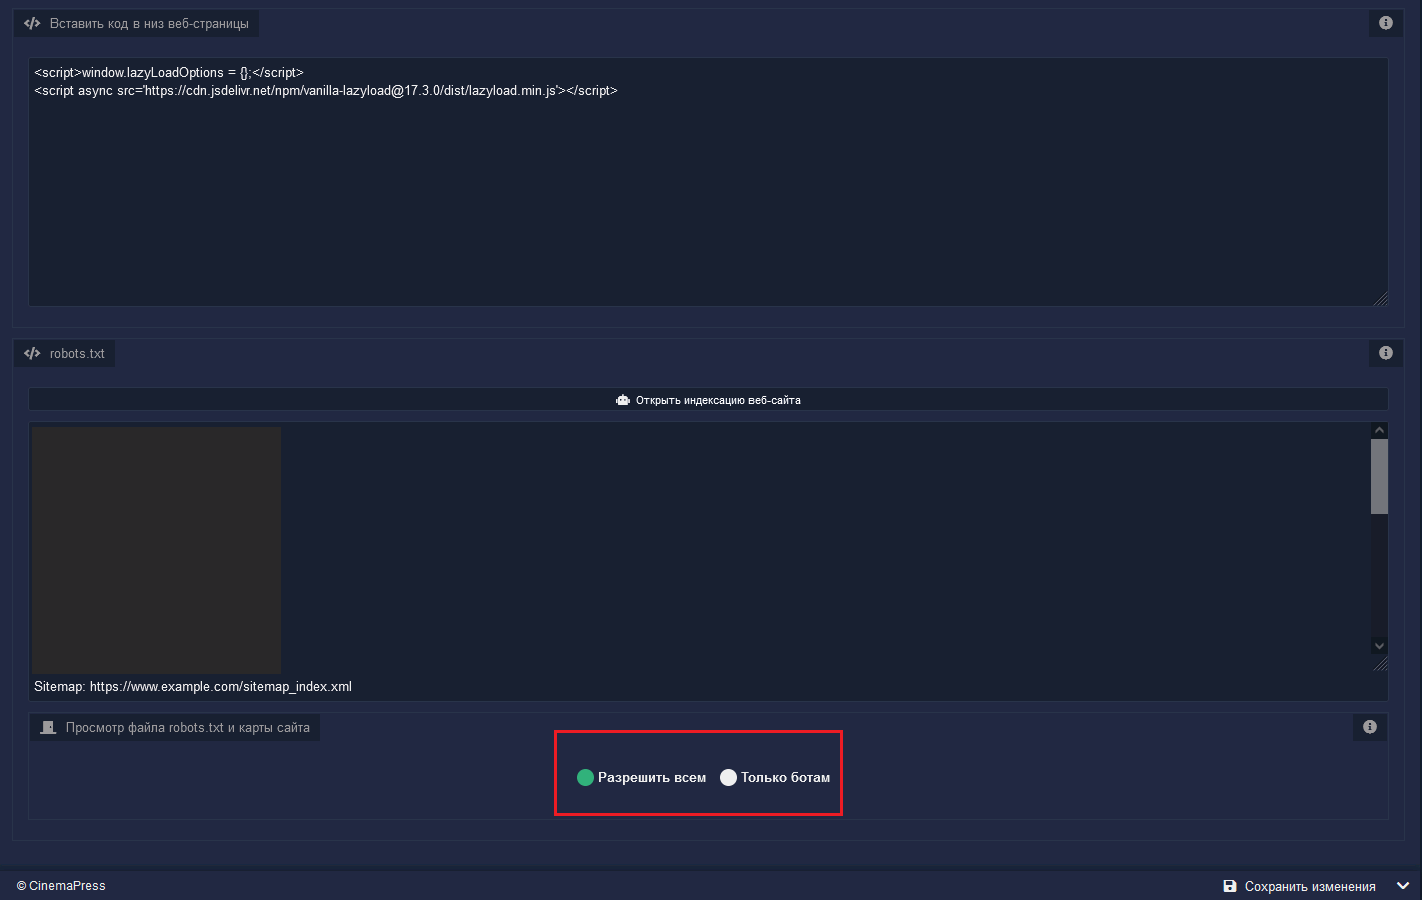 Вставить код в низ веб-страницы
<script>window.lazyLoadOptions = {};</script>
<script async src='https://cdn.jsdelivr.net/npm/vanilla-lazyload@17.3.0/dist/lazyload.min.js'></script>
robots.txt
Открыть индексацию веб-сайта
Sitemap: https://www.example.com/sitemap_index.xml
Просмотр файла robots.txt и карты сайта
Разрешить всем Только ботам
© CinemaPress Сохранить изменения